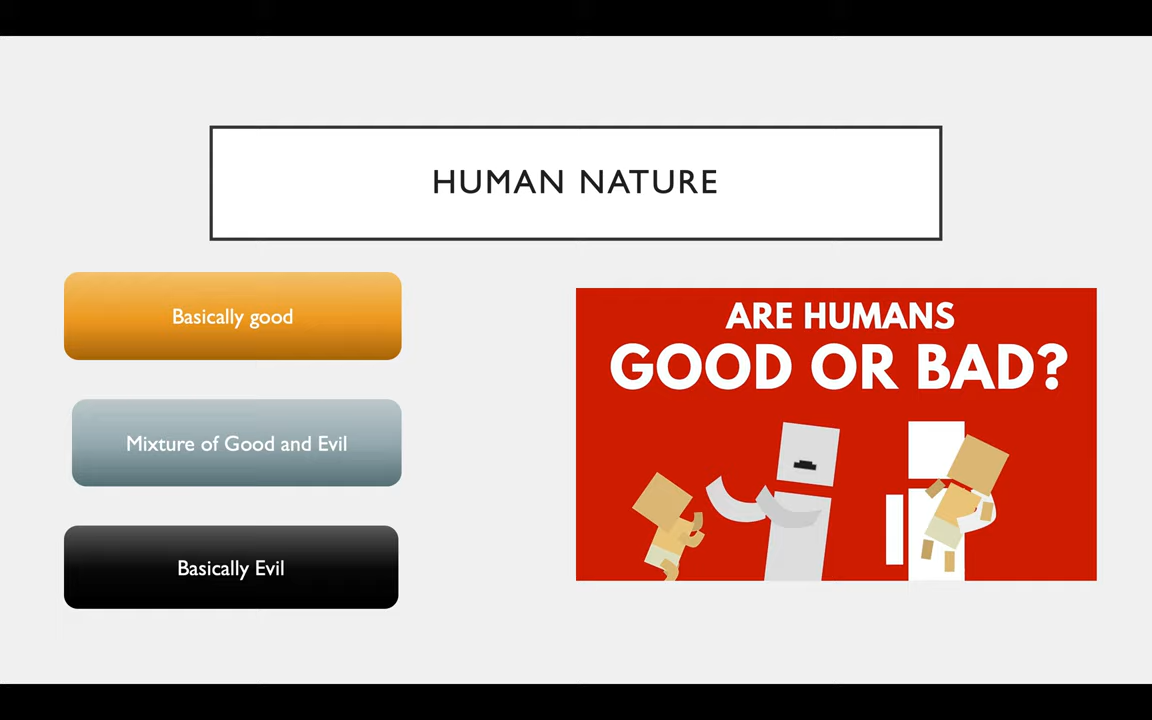 HUMAN NATURE
Basically good
Mixture of Good and Evil
Basically Evil
ARE HUMANS
GOOD OR BAD?